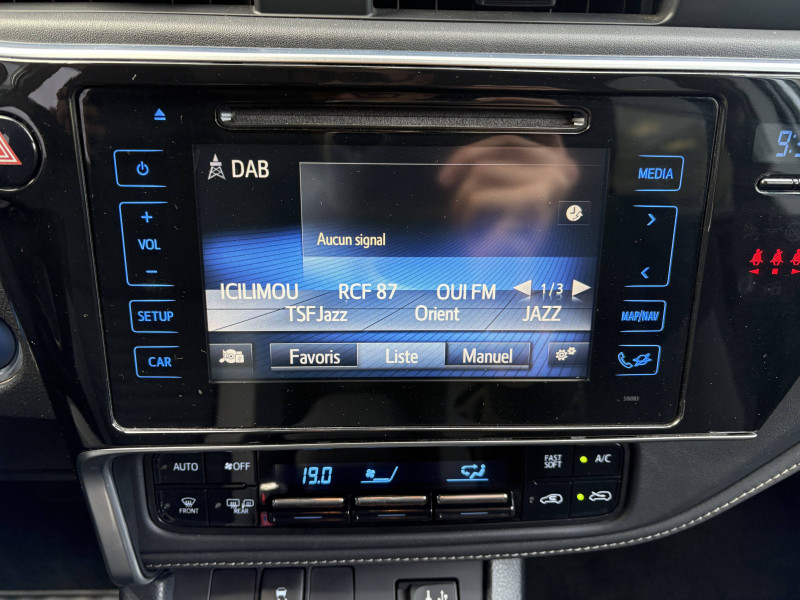 DAB
MEDIA
Aucun signal
VOL
ICILIMOU RCF 87 OUI FM 1/3
TSFJazz Orient JAZZ
SETUP
MAP/NAV
CAR
Favoris Liste Manuel
AUTO OFF
19.0
FAST SOFT
A/C
FRONT
REAR